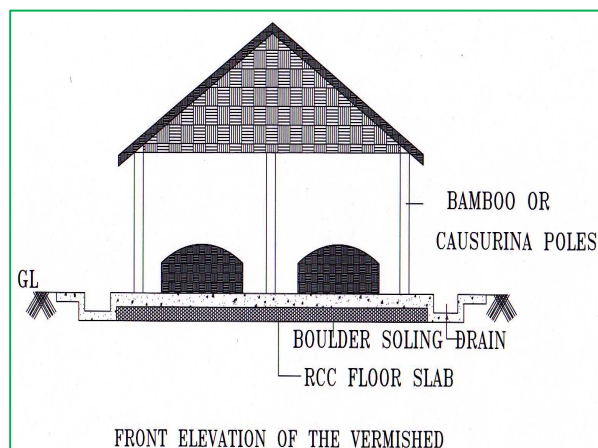 BAMBOO OR
CAUSURINA POLES
GL
BOULDER SOLING DRAIN
RCC FLOOR SLAB
FRONT ELEVATION OF THE VERMISHED